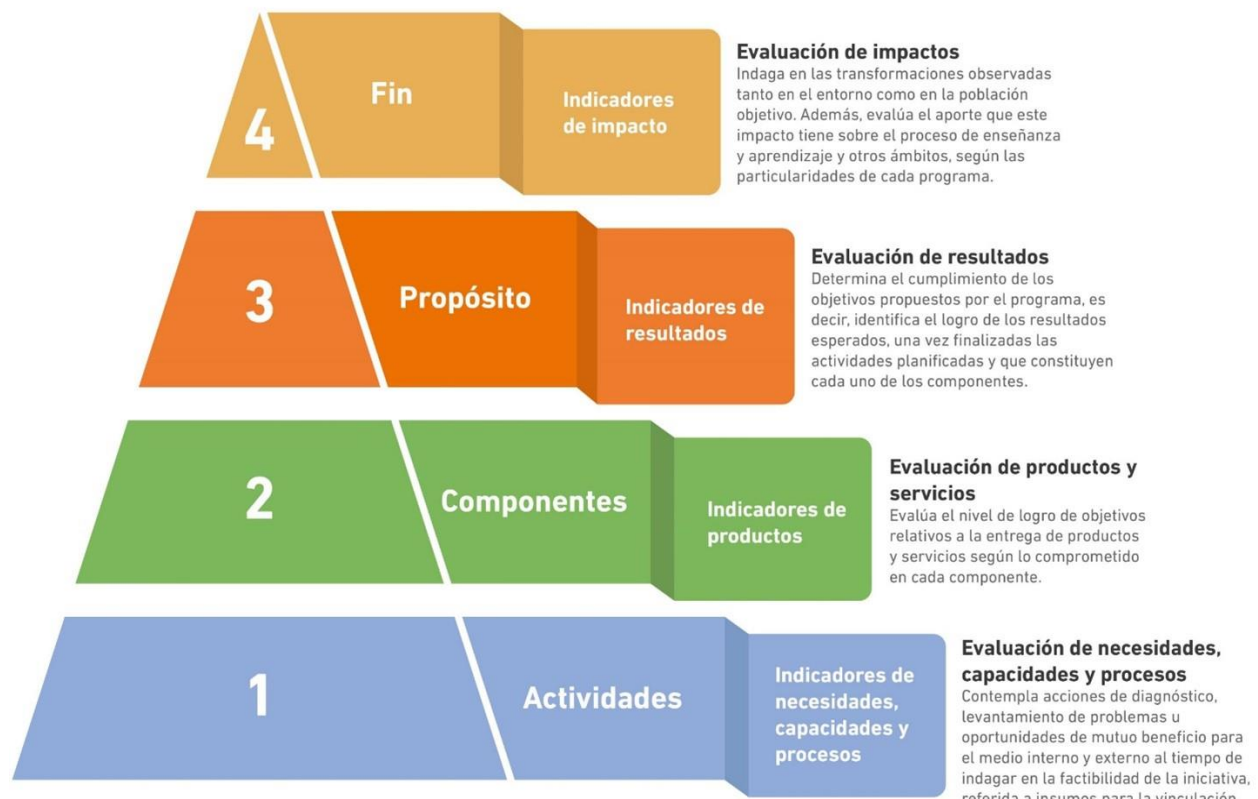 4
Fin
Indicadores
de impacto
Evaluación de impactos
Indaga en las transformaciones observadas
tanto en el entorno como en la población
objetivo. Además, evalúa el aporte que este
impacto tiene sobre el proceso de enseñanza
y aprendizaje y otros ámbitos, según las
particularidades de cada programa.
3
Propósito
Indicadores de
resultados
Evaluación de resultados
Determina el cumplimiento de los
objetivos propuestos por el programa, es
decir, identifica el logro de los resultados
esperados, una vez finalizadas las
actividades planificadas y que constituyen
cada uno de los componentes.
2
Componentes
Indicadores de
productos
Evaluación de productos y
servicios
Evalúa el nivel de logro de objetivos
relativos a la entrega de productos
y servicios según lo comprometido
en cada componente.
1
Actividades
Indicadores de
necesidades,
capacidades y
procesos
Evaluación de necesidades,
capacidades y procesos
Contempla acciones de diagnóstico,
levantamiento de problemas u
oportunidades de mutuo beneficio para
el medio interno y externo al tiempo de
indagar en la factibilidad de la iniciativa,
referida a insumos para la vinculación